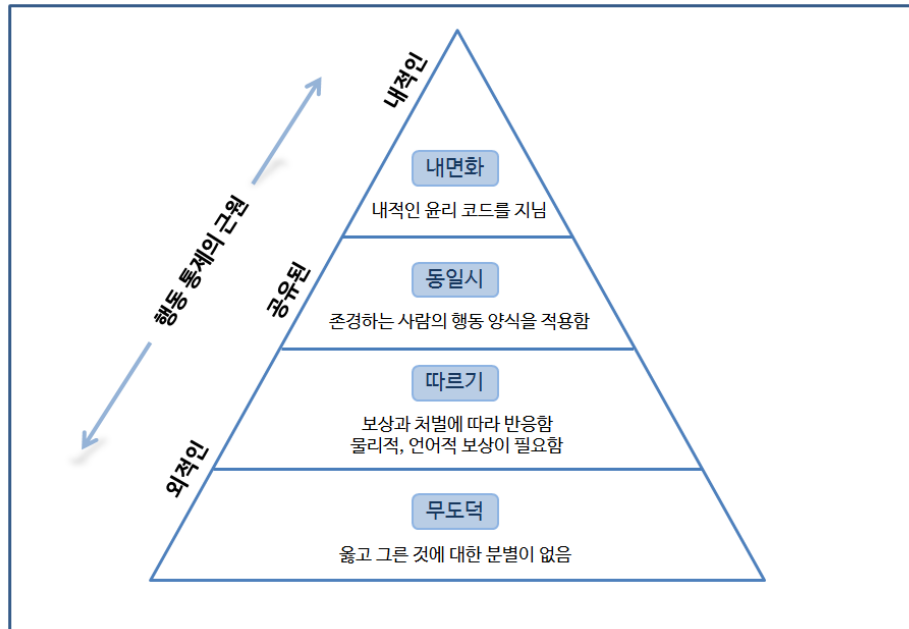 내적인
내면화
내적인 윤리 코드를 지님
행동 통제의 근원
공유된
동일시
존경하는 사람의 행동 양식을 적용함
따르기
보상과 처벌에 따라 반응함
물리적, 언어적 보상이 필요함
외적인
무도덕
옳고 그른 것에 대한 분별이 없음